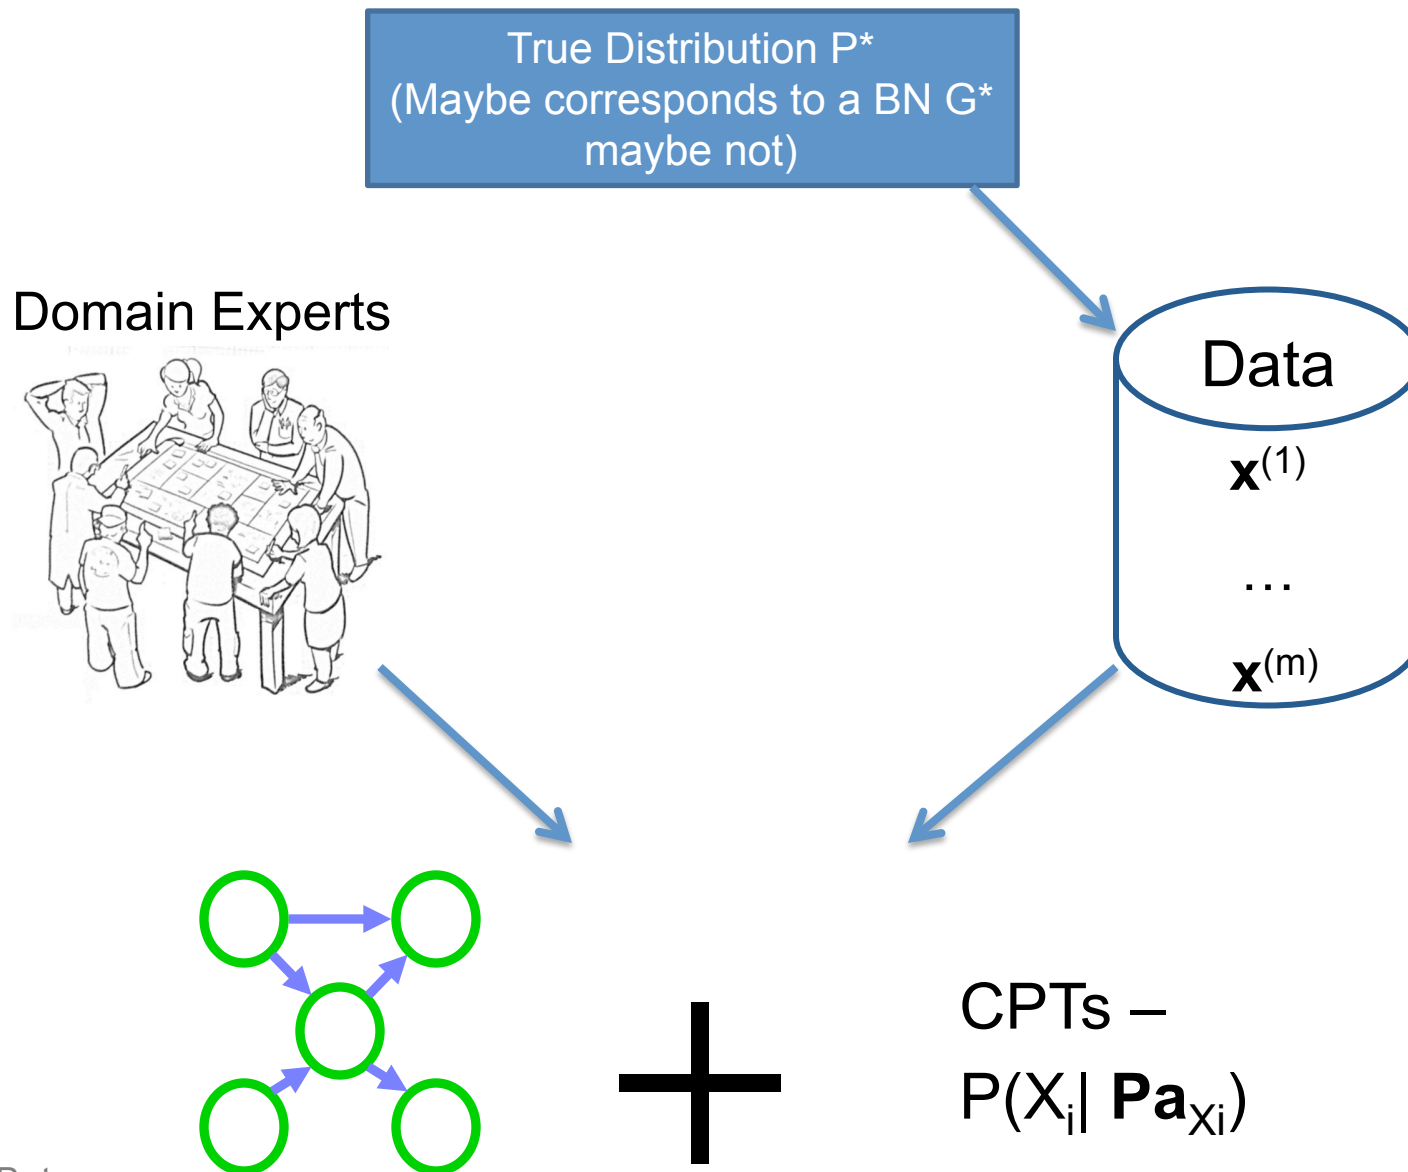 True Distribution P*
(Maybe corresponds to a BN G*
maybe not)
Domain Experts
Data
x(1)
…
x(m)
CPTs –
P(Xi| PaXi)